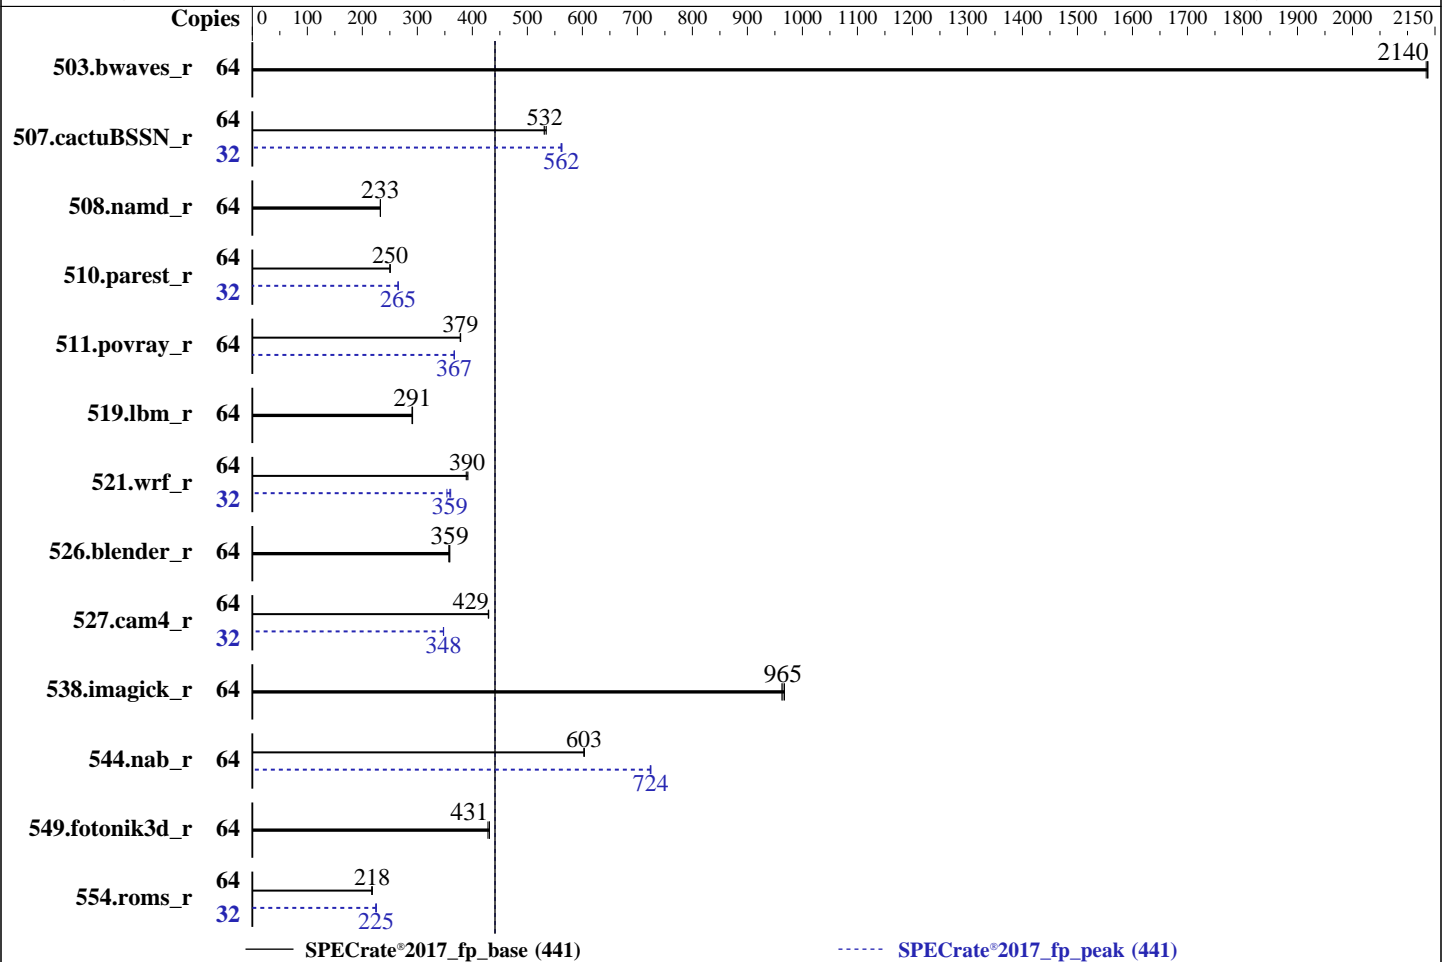 Copies 0 100 200 300 400 500 600 700 800 900 1000 1100 1200 1300 1400 1500 1600 1700 1800 1900 2000 2150
503.bwaves_r 64 2140
507.cactuBSSN_r 64 532
32 562
508.namd_r 64 233
510.parest_r 64 250
32 265
511.povray_r 64 379
367
519.lbm_r 64 291
521.wrf_r 64 390
32 359
526.blender_r 64 359
527.cam4_r 64 429
32 348
538.imagick_r 64 965
544.nab_r 64 603
724
549.fotonik3d_r 64 431
554.roms_r 64 218
32 225
SPECrate®2017_fp_base (441) SPECrate®2017_fp_peak (441)